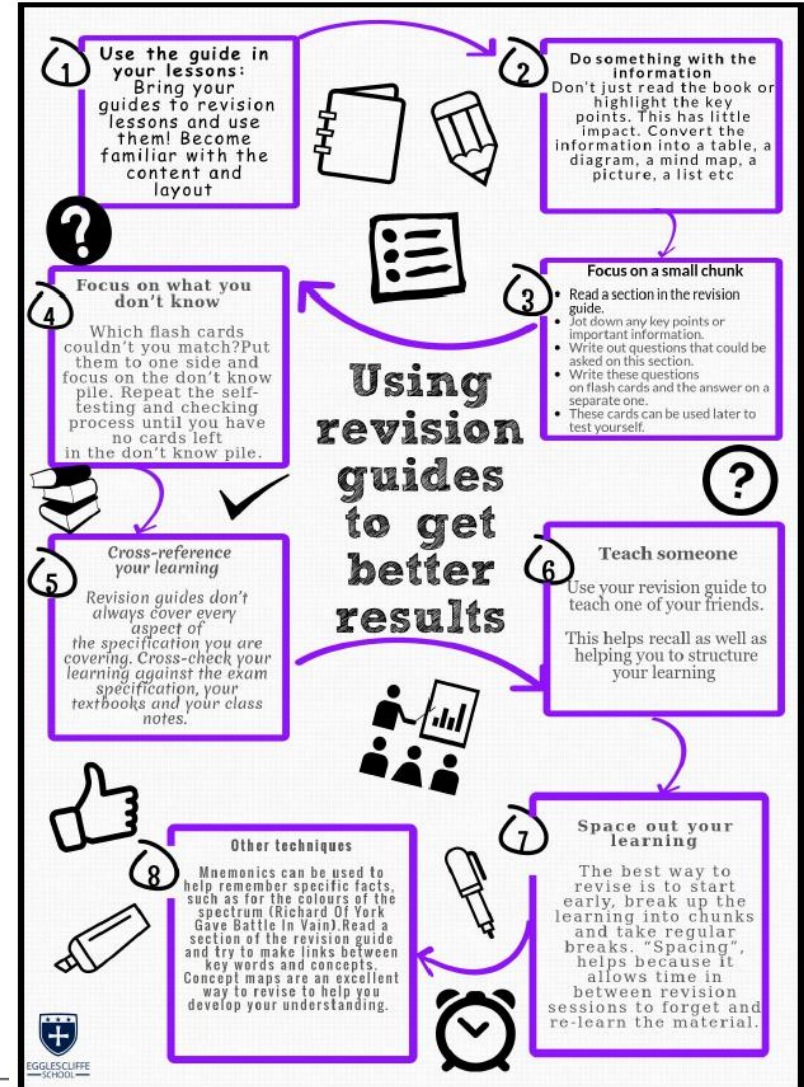 1
Use the guide in
your lessons:
Bring your
guides to revision
lessons and use
them! Become
familiar with the
content and
layout
2
Do something with the
information
Don't just read the book or
highlight the key
points. This has little
impact. Convert the
information into a table, a
diagram, a mind map, a
picture, a list etc
3
Focus on a small chunk
• Read a section in the revision
guide.
• Jot down any key points or
important information.
• Write out questions that could be
asked on this section.
• Write these questions
on flash cards and the answer on a
separate one.
• These cards can be used later to
test yourself.
4
Focus on what you
don't know
Which flash cards
couldn't you match?Put
them to one side and
focus on the don't know
pile. Repeat the self-
testing and checking
process until you have
no cards left
in the don't know pile.
Using
revision
guides
to get
better
results
5
Cross-reference
your learning
Revision guides don't
always cover every
aspect of
the specification you are
covering. Cross-check your
learning against the exam
specification, your
textbooks and your class
notes.
6
Teach someone
Use your revision guide to
teach one of your friends.
This helps recall as well as
helping you to structure
your learning
7
Space out your
learning
The best way to
revise is to start
early, break up the
learning into chunks
and take regular
breaks. "Spacing",
helps because it
allows time in
between revision
sessions to forget and
re-learn the material.
8
Other techniques
Mnemonics can be used to
help remember specific facts,
such as for the colours of the
spectrum (Richard Of York
Gave Battle In Vain).Read a
section of the revision guide
and try to make links between
key words and concepts.
Concept maps are an excellent
way to revise to help you
develop your understanding.
EGGLESCLIFFE
SCHOOL